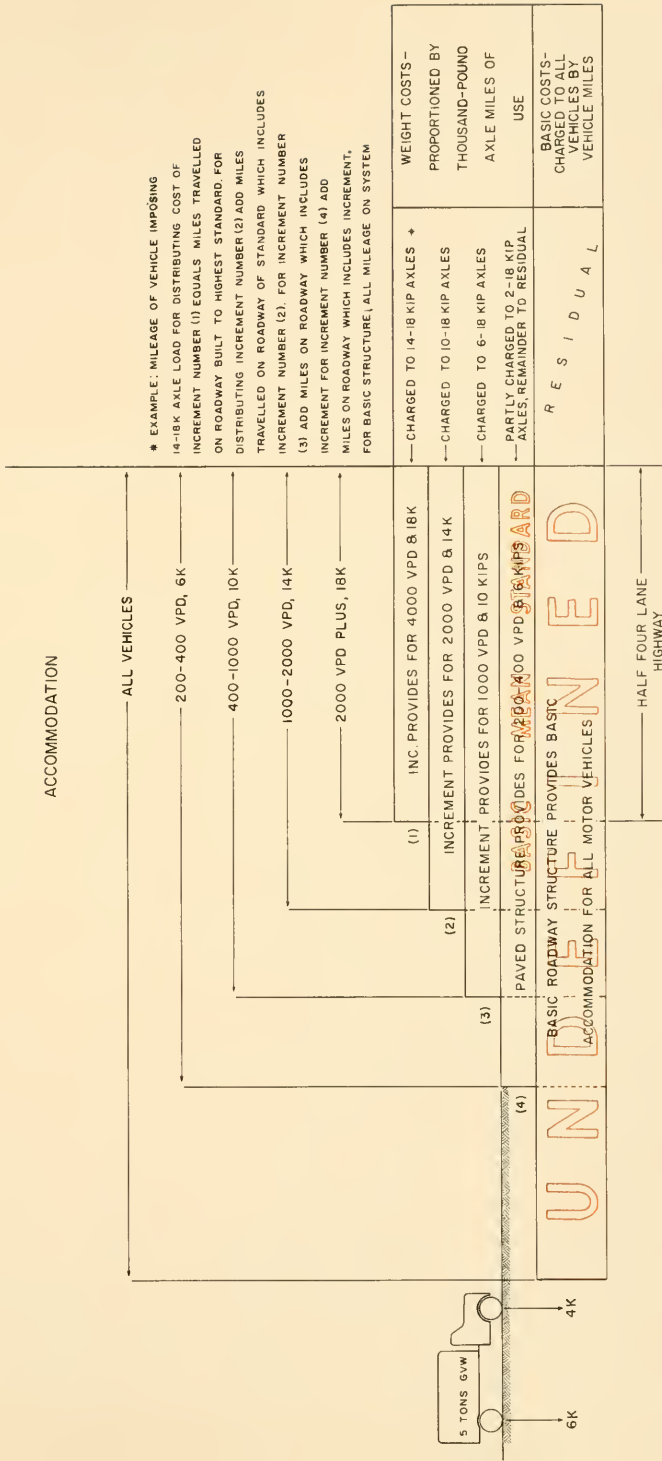 ACCOMMODATION
ALL VEHICLES
200-400 VPD, 6K
400-1000 VPD, 10K
1000-2000 VPD, 14K
2000 VPD PLUS, 18K
* EXAMPLE: MILEAGE OF VEHICLE IMPOSING
14-18K AXLE LOAD FOR DISTRIBUTING COST OF
INCREMENT NUMBER (1) EQUALS MILES TRAVELLED
ON ROADWAY BUILT TO HIGHEST STANDARD. FOR
DISTRIBUTING INCREMENT NUMBER (2) ADD MILES
TRAVELLED ON ROADWAY OF STANDARD WHICH INCLUDES
INCREMENT NUMBER (2). FOR INCREMENT NUMBER
(3) ADD MILES ON ROADWAY WHICH INCLUDES
INCREMENT FOR INCREMENT NUMBER (4) ADD
MILES ON ROADWAY WHICH INCLUDES INCREMENT.
FOR BASIC STRUCTURE, ALL MILEAGE ON SYSTEM
(1)
INC. PROVIDES FOR 4000 VPD & 18K
CHARGED TO 14-18 KIP AXLES *
(2)
INCREMENT PROVIDES FOR 2000 VPD & 14K
CHARGED TO 10-18 KIP AXLES
(3)
INCREMENT PROVIDES FOR 1000 VPD & 10 KIPS
CHARGED TO 6-18 KIP AXLES
(4)
PAVED STRUCTURE PROVIDES FOR 200-400 VPD & 6 KIPS
BASIC MEAN STANDARD
PARTLY CHARGED TO 2-18 KIP
AXLES, REMAINDER TO RESIDUAL
WEIGHT COSTS-
PROPORTIONED BY
THOUSAND-POUND
AXLE MILES OF
USE
BASIC ROADWAY STRUCTURE PROVIDES BASIC
ACCOMMODATION FOR ALL MOTOR VEHICLES
UNDEFINED
RESIDUAL
BASIC COSTS-
CHARGED TO ALL
VEHICLES BY
VEHICLE MILES
5 TONS GVW
6K
4K
HALF FOUR LANE
HIGHWAY